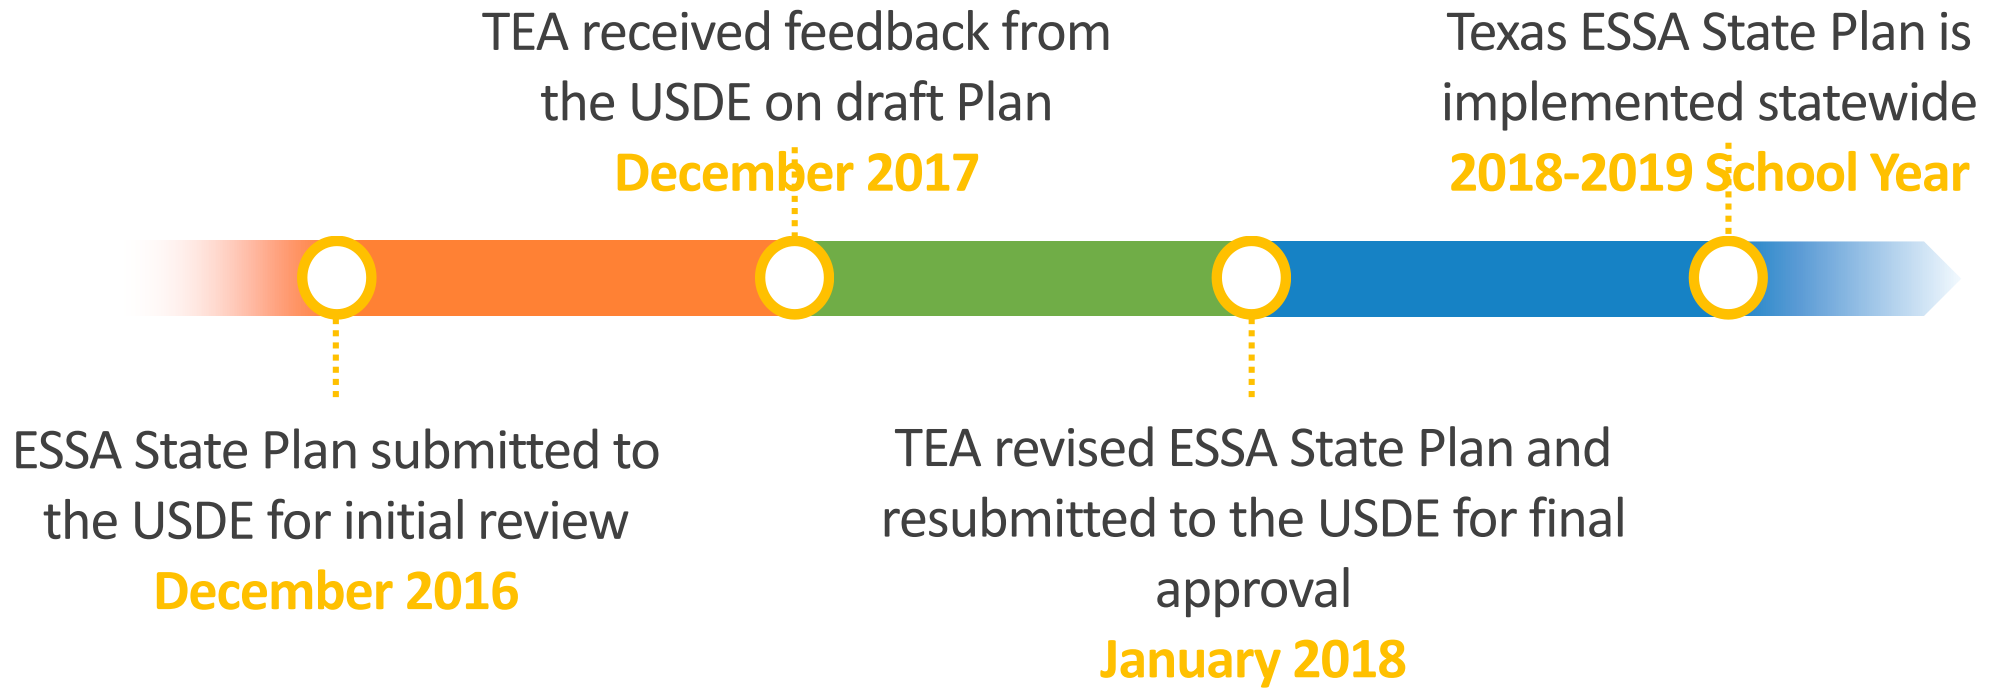 TEA received feedback from
the USDE on draft Plan
December 2017
Texas ESSA State Plan is
implemented statewide
2018-2019 School Year
ESSA State Plan submitted to
the USDE for initial review
December 2016
TEA revised ESSA State Plan and
resubmitted to the USDE for final
approval
January 2018